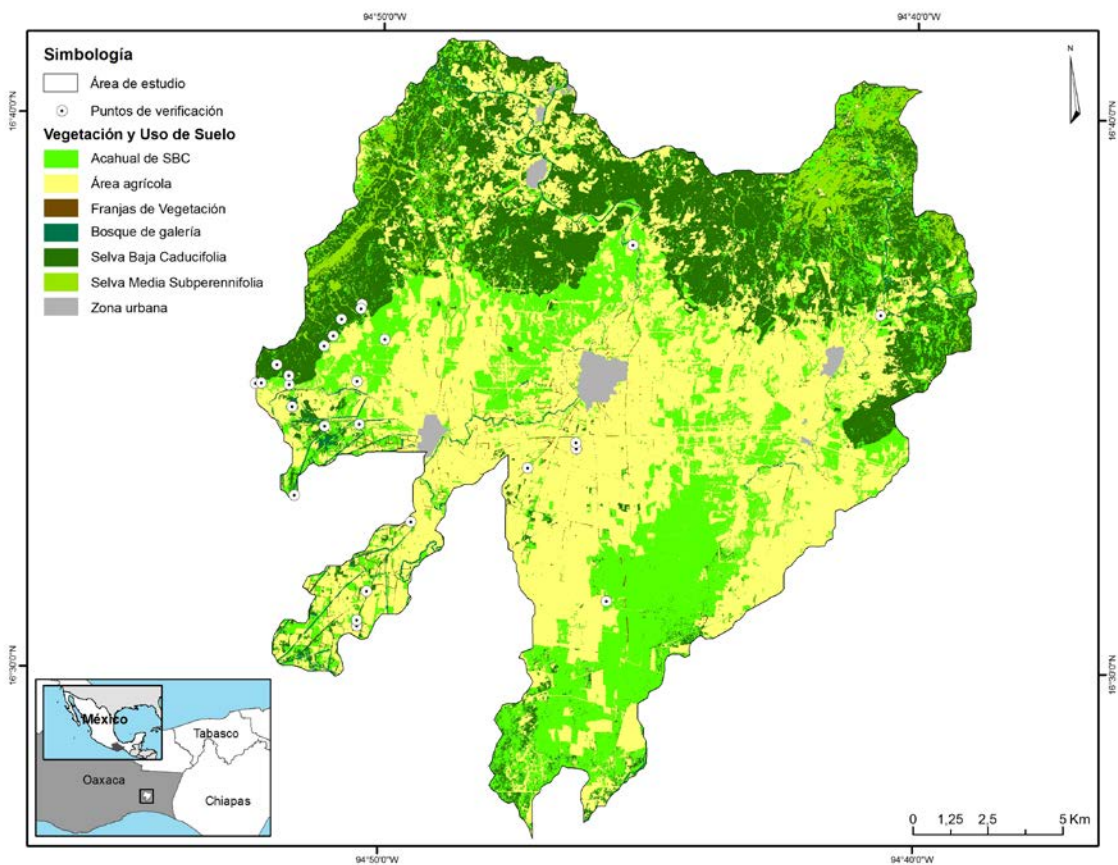 94°50'0"W
94°40'0"W
Simbología
Área de estudio
Puntos de verificación
Vegetación y Uso de Suelo
Acahual de SBC
Área agrícola
Franjas de Vegetación
Bosque de galería
Selva Baja Caducifolia
Selva Media Subperennifolia
Zona urbana
N
16°40'0"N
16°40'0"N
16°30'0"N
16°30'0"N
México
Tabasco
Oaxaca
Chiapas
0 1,25 2,5 5 Km
94°50'0"W
94°40'0"W